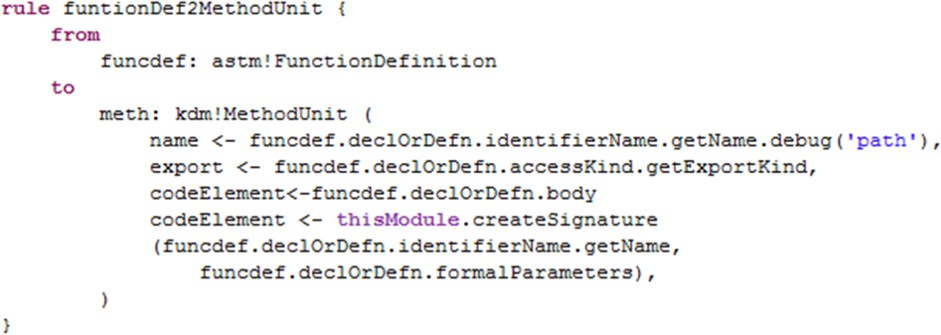 rule funtionDef2MethodUnit {
from
funcdef: astm!FunctionDefinition
to
meth: kdm!MethodUnit (
name <- funcdef.declOrDefn.identifierName.getName.debug('path'),
export <- funcdef.declOrDefn.accessKind.getExportKind,
codeElement<-funcdef.declOrDefn.body
codeElement <- thisModule.createSignature
(funcdef.declOrDefn.identifierName.getName,
funcdef.declOrDefn.formalParameters),
)
}